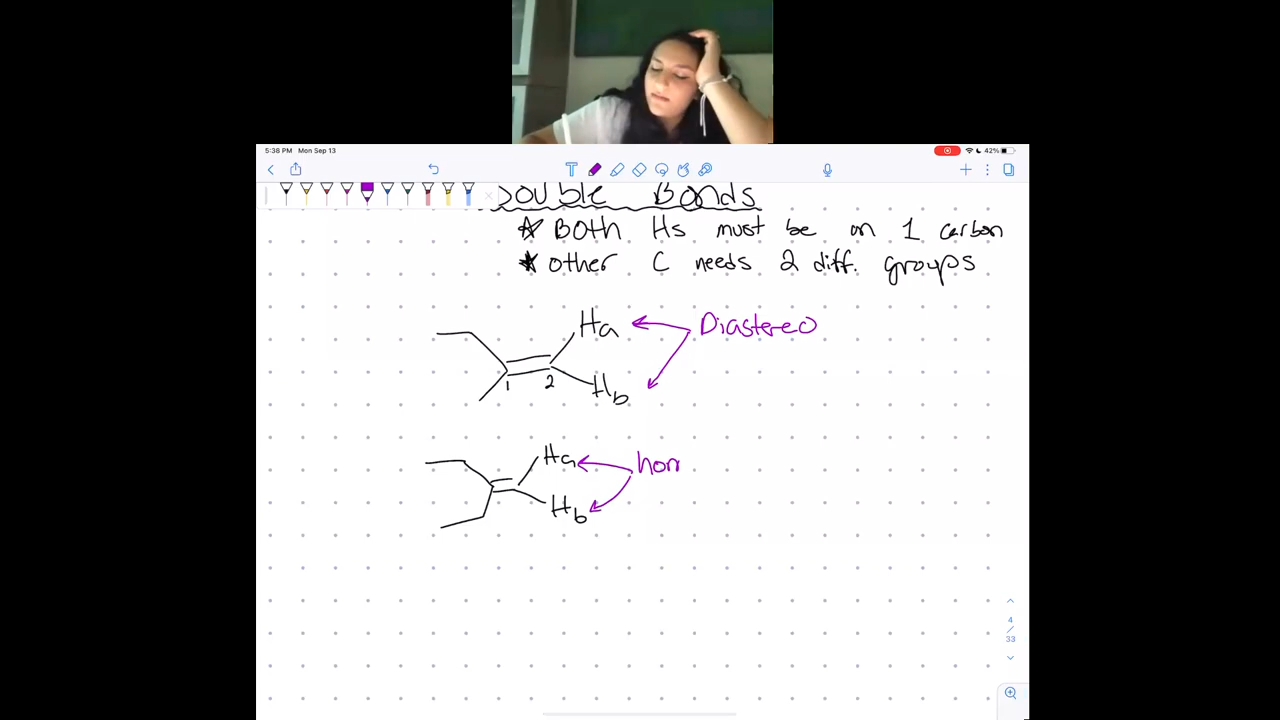 5:38 PM Mon Sep 13
42%
T
Double Bonds
BOTH Hs must be on 1 carbon
other C needs 2 diff. groups
Ha
Diastereo
1 2
Hb
Ha
hom
Hb
4
/
33